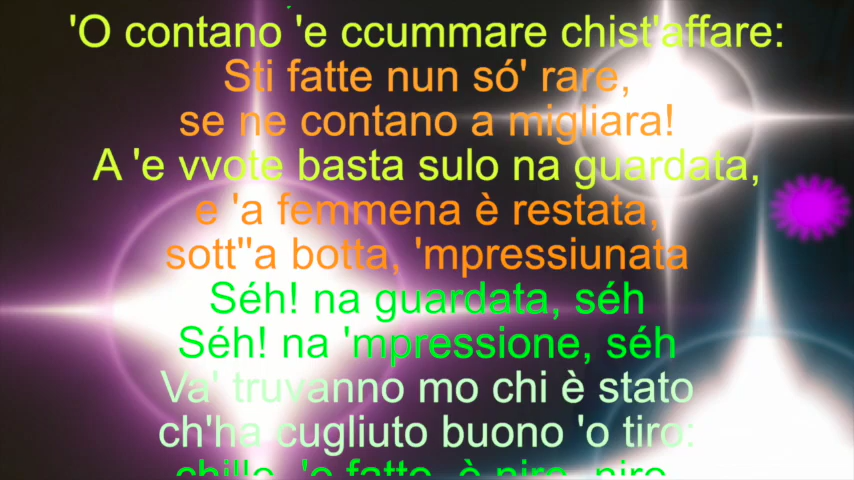 'O contano 'e ccummare chist'affare:
Sti fatte nun só' rare,
se ne contano a migliara!
A 'e vvote basta sulo na guardata,
e 'a femmena è restata,
sott''a botta, 'mpressiunata
Séh! na guardata, séh
Séh! na 'mpressione, séh
Va' truvanno mo chi è stato
ch'ha cugliuto buono 'o tiro:
chillo, 'o fatto, è niro, niro,